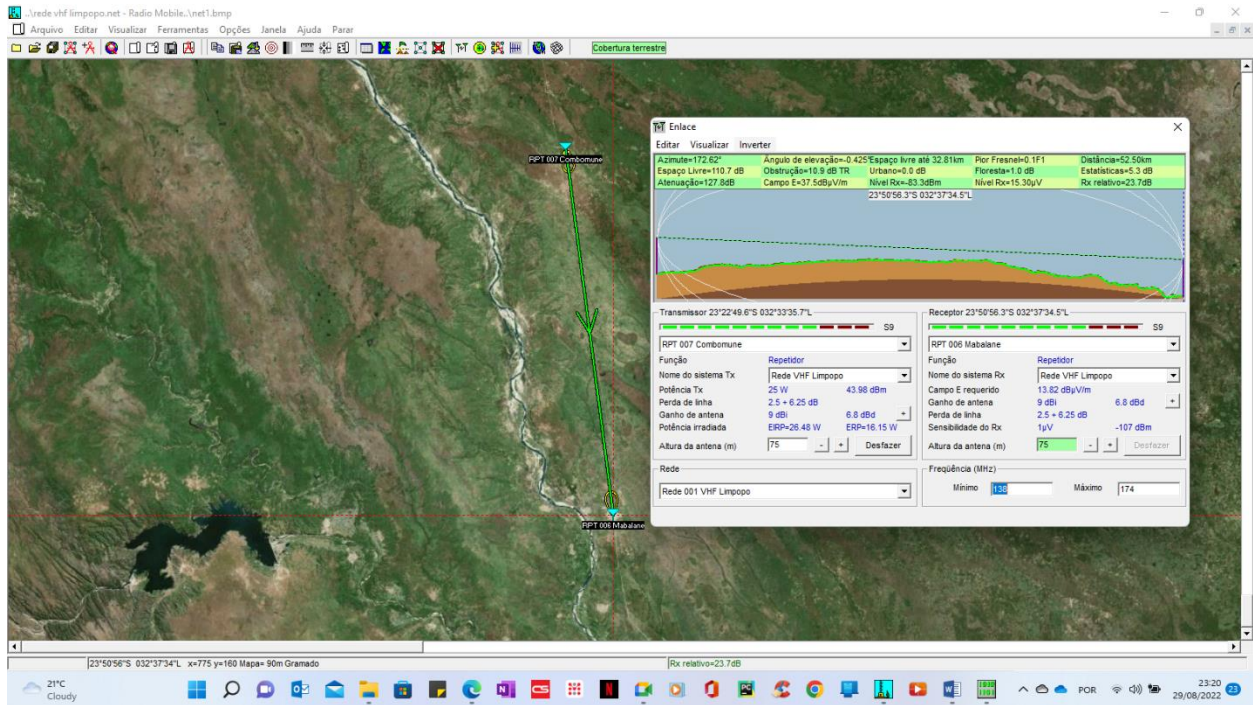 ..\rede vhf limpopo.net - Radio Mobile..\net1.bmp
Arquivo Editar Visualizar Ferramentas Opções Janela Ajuda Parar
Cobertura terrestre
RPT 007 Combomune
RPT 006 Mabalane
Enlace
Editar Visualizar Inverter
Azimute=172.62° Ângulo de elevação=-0.425° Espaço livre até 32.81km Pior Fresnel=0.1F1 Distância=52.50km
Espaço Livre=110.7 dB Obstrução=10.9 dB TR Urbano=0.0 dB Floresta=1.0 dB Estatísticas=5.3 dB
Atenuação=127.8dB Campo E=37.5dBµV/m Nível Rx=-83.3dBm Nível Rx=15.30µV Rx relativo=23.7dB
23°50'56.3"S 032°37'34.5"L
Transmissor 23°22'49.6"S 032°33'35.7"L
S9
RPT 007 Combomune
Função Repetidor
Nome do sistema Tx Rede VHF Limpopo
Potência Tx 25 W 43.98 dBm
Perda de linha 2.5 + 6.25 dB
Ganho de antena 9 dBi 6.8 dBd +
Potência irradiada EIRP=26.48 W ERP=16.15 W
Altura da antena (m) 75 - + Desfazer
Receptor 23°50'56.3"S 032°37'34.5"L
S9
RPT 006 Mabalane
Função Repetidor
Nome do sistema Rx Rede VHF Limpopo
Campo E requerido 13.82 dBµV/m
Ganho de antena 9 dBi 6.8 dBd +
Perda de linha 2.5 + 6.25 dB
Sensibilidade do Rx 1µV -107 dBm
Altura da antena (m) 75 - + Desfazer
Rede
Rede 001 VHF Limpopo
Freqüência (MHz)
Mínimo 138 Máximo 174
23°50'56"S 032°37'34"L x=775 y=160 Mapa= 90m Gramado
Rx relativo=23.7dB
21°C
Cloudy
POR
23:20
29/08/2022
23